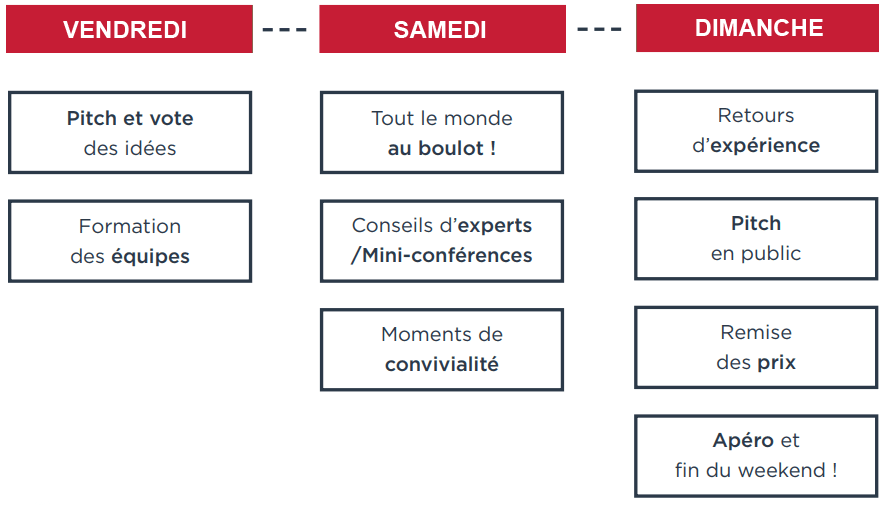 VENDREDI
Pitch et vote
des idées
Formation
des équipes
SAMEDI
Tout le monde
au boulot !
Conseils d'experts
/Mini-conférences
Moments de
convivialité
DIMANCHE
Retours
d'expérience
Pitch
en public
Remise
des prix
Apéro et
fin du weekend !